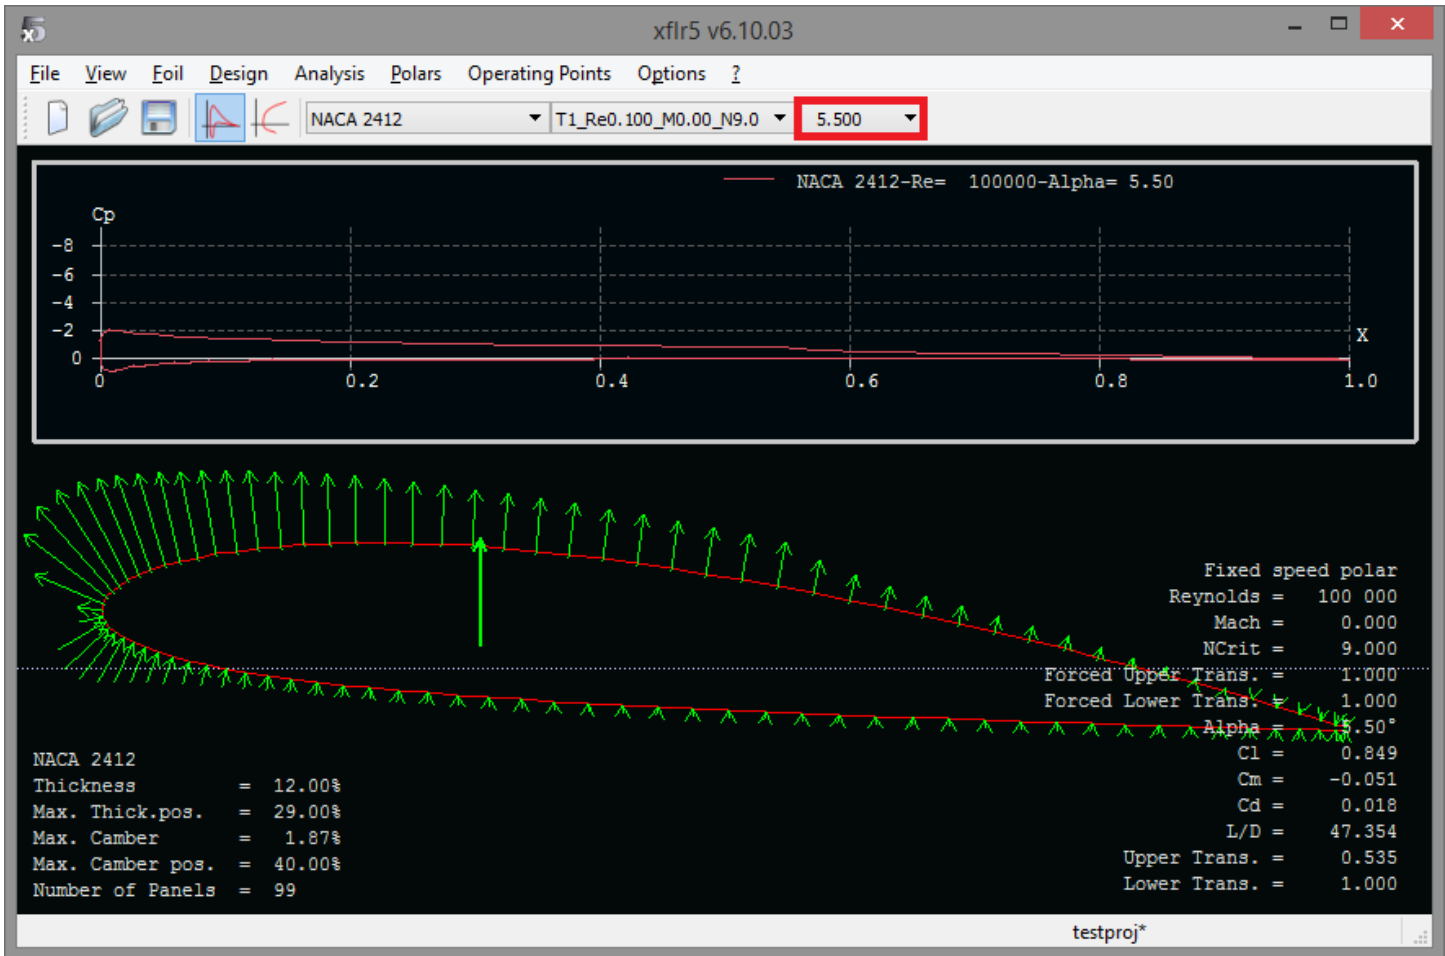 xflr5 v6.10.03
File View Foil Design Analysis Polars Operating Points Options ?
NACA 2412 T1_Re0.100_M0.00_N9.0 5.500
NACA 2412-Re= 100000-Alpha= 5.50
Cp
-8
-6
-4
-2
X
0
0 0.2 0.4 0.6 0.8 1.0
Fixed speed polar
Reynolds = 100 000
Mach = 0.000
NCrit = 9.000
Forced Upper Trans. = 1.000
Forced Lower Trans. = 1.000
Alpha = 5.50°
Cl = 0.849
Cm = -0.051
Cd = 0.018
L/D = 47.354
Upper Trans. = 0.535
Lower Trans. = 1.000
NACA 2412
Thickness = 12.00%
Max. Thick.pos. = 29.00%
Max. Camber = 1.87%
Max. Camber pos. = 40.00%
Number of Panels = 99
testproj*